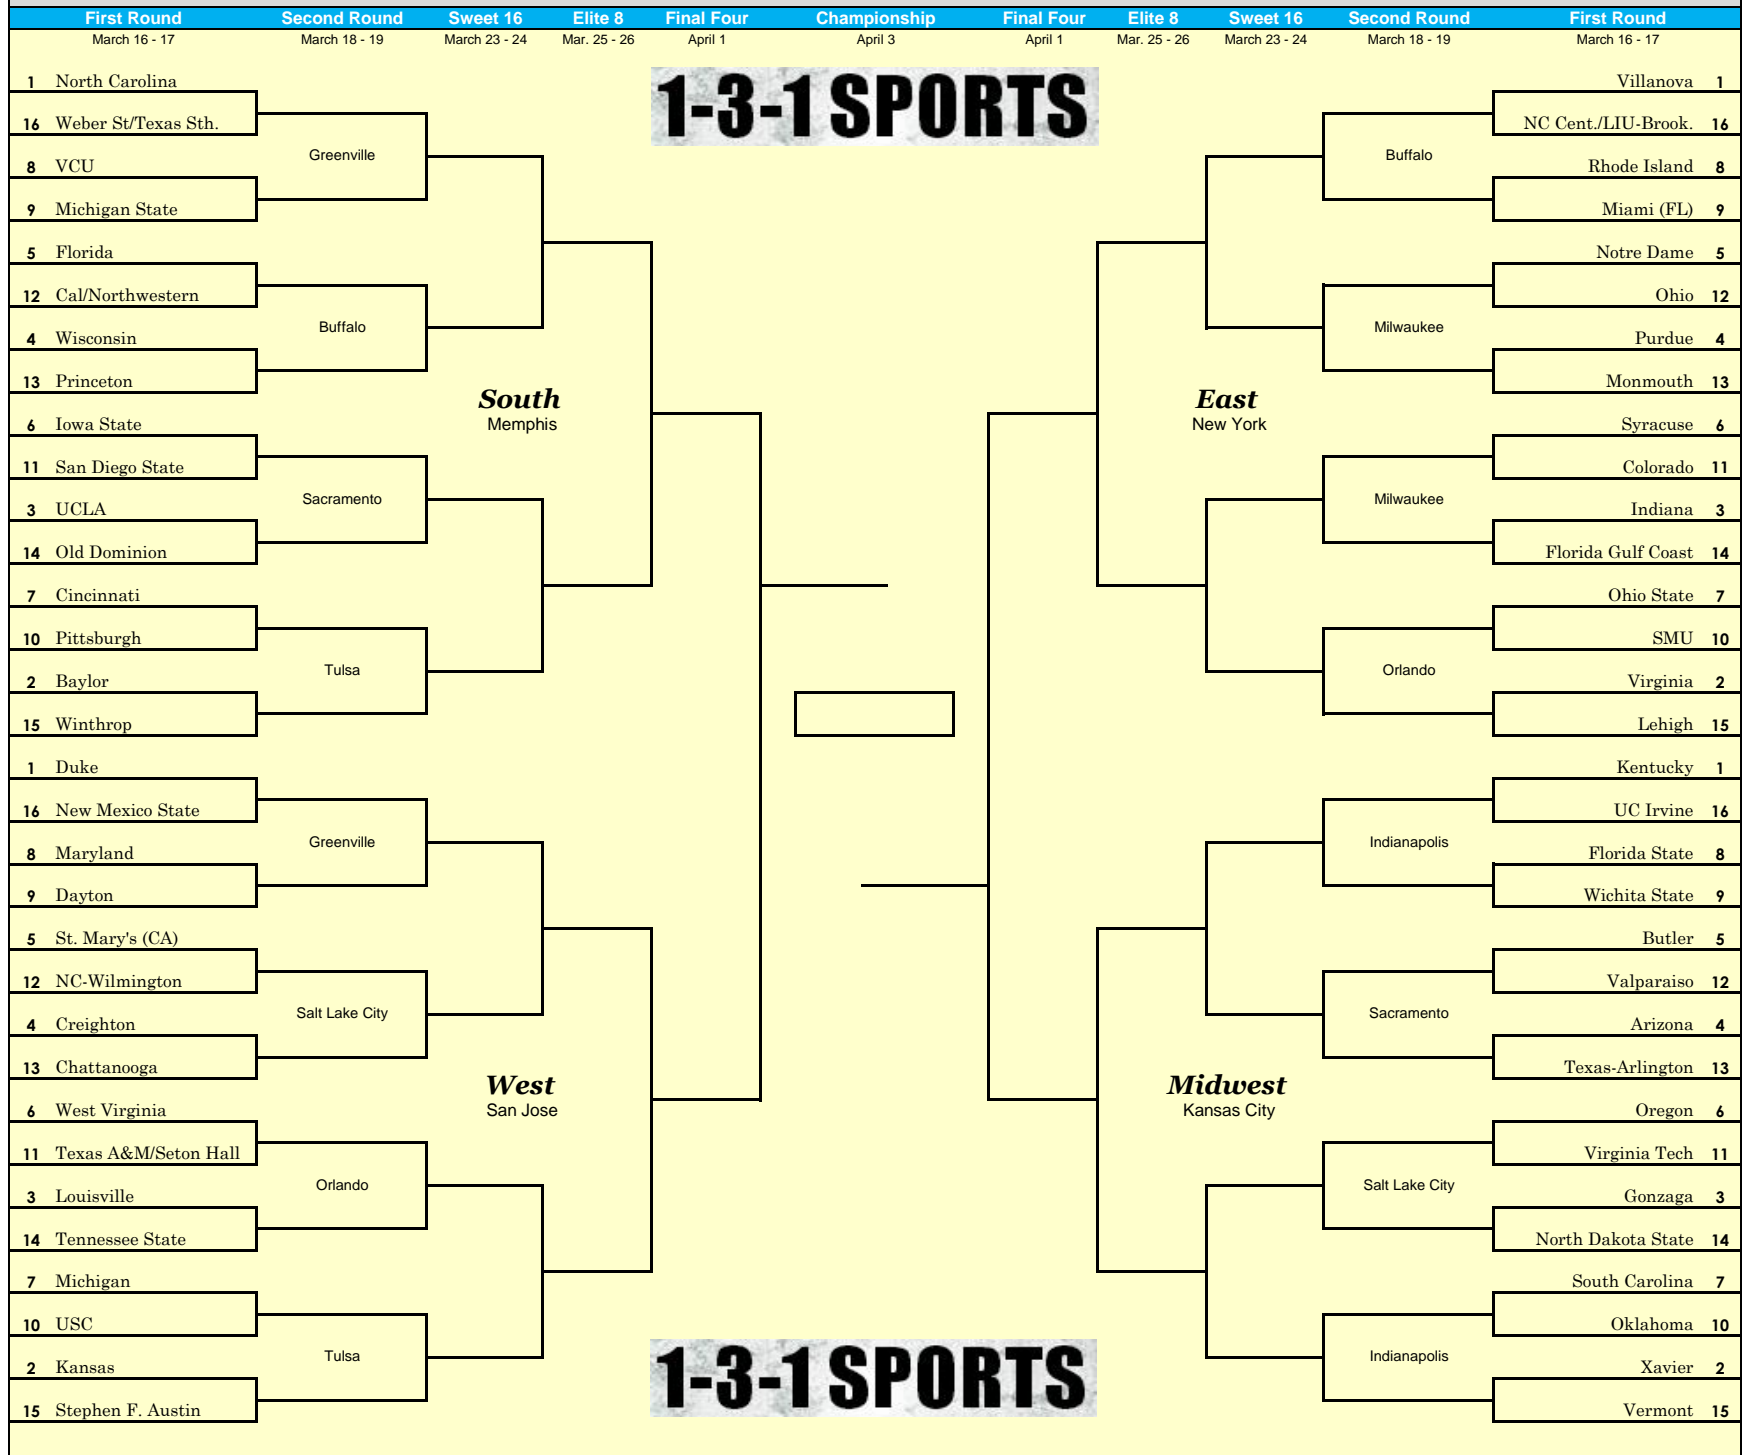 First Round Second Round Sweet 16 Elite 8 Final Four Championship Final Four Elite 8 Sweet 16 Second Round First Round
March 16 - 17 March 18 - 19 March 23 - 24 Mar. 25 - 26 April 1 April 3 April 1 Mar. 25 - 26 March 23 - 24 March 18 - 19 March 16 - 17
1-3-1 SPORTS
1 North Carolina
16 Weber St/Texas Sth.
Greenville
8 VCU
9 Michigan State
5 Florida
12 Cal/Northwestern
Buffalo
4 Wisconsin
13 Princeton
South
Memphis
6 Iowa State
11 San Diego State
Sacramento
3 UCLA
14 Old Dominion
7 Cincinnati
10 Pittsburgh
Tulsa
2 Baylor
15 Winthrop
1 Duke
16 New Mexico State
Greenville
8 Maryland
9 Dayton
5 St. Mary's (CA)
12 NC-Wilmington
Salt Lake City
4 Creighton
13 Chattanooga
West
San Jose
6 West Virginia
11 Texas A&M/Seton Hall
Orlando
3 Louisville
14 Tennessee State
7 Michigan
10 USC
Tulsa
2 Kansas
15 Stephen F. Austin
Villanova 1
NC Cent./LIU-Brook. 16
Buffalo
Rhode Island 8
Miami (FL) 9
Notre Dame 5
Ohio 12
Milwaukee
Purdue 4
Monmouth 13
East
New York
Syracuse 6
Colorado 11
Milwaukee
Indiana 3
Florida Gulf Coast 14
Ohio State 7
SMU 10
Orlando
Virginia 2
Lehigh 15
Kentucky 1
UC Irvine 16
Indianapolis
Florida State 8
Wichita State 9
Butler 5
Valparaiso 12
Sacramento
Arizona 4
Texas-Arlington 13
Midwest
Kansas City
Oregon 6
Virginia Tech 11
Salt Lake City
Gonzaga 3
North Dakota State 14
South Carolina 7
Oklahoma 10
Indianapolis
Xavier 2
Vermont 15
1-3-1 SPORTS